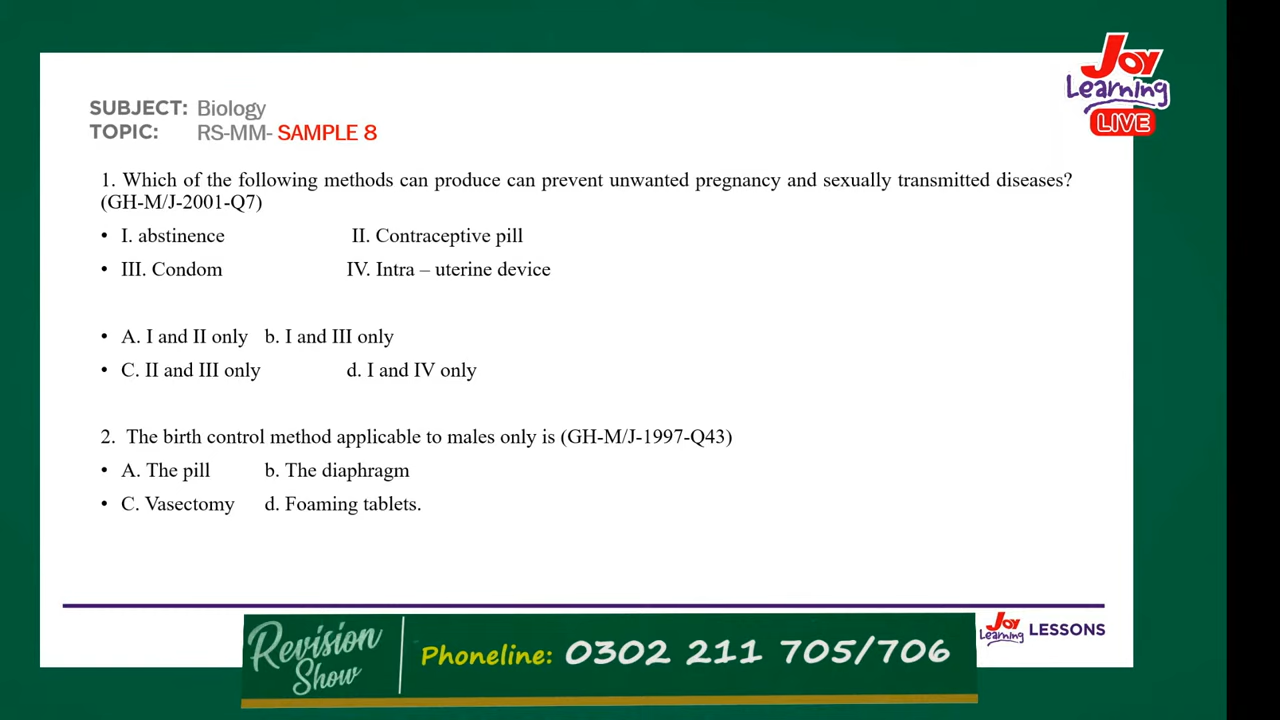 Joy
Learning
LIVE
SUBJECT: Biology
TOPIC: RS-MM- SAMPLE 8
1. Which of the following methods can produce can prevent unwanted pregnancy and sexually transmitted diseases?
(GH-M/J-2001-Q7)
• I. abstinence II. Contraceptive pill
• III. Condom IV. Intra – uterine device
• A. I and II only b. I and III only
• C. II and III only d. I and IV only
2. The birth control method applicable to males only is (GH-M/J-1997-Q43)
• A. The pill b. The diaphragm
• C. Vasectomy d. Foaming tablets.
Revision
Show
Phoneline: 0302 211 705/706
Joy
Learning LESSONS